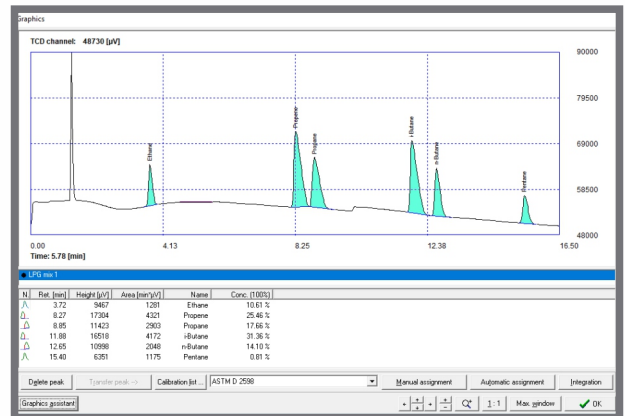 Graphics
TCD channel: 48730 [µV]
90000
79500
69000
58500
48000
Ethane
Propene
Propane
i-Butane
n-Butane
Pentane
0.00 4.13 8.25 12.38 16.50
Time: 5.78 [min]
LPG mix 1
N. Ret. [min] Height [µV] Area [min*µV] Name Conc. (100%)
3.72 9467 1281 Ethane 10.61 %
8.27 17304 4321 Propene 25.46 %
8.85 11423 2903 Propane 17.66 %
11.88 16518 4172 i-Butane 31.36 %
12.65 10998 2048 n-Butane 14.10 %
15.40 6351 1175 Pentane 0.81 %
Delete peak Transfer peak --> Calibration list ... ASTM D 2598 Manual assignment Automatic assignment Integration
Graphics assistant + + + + - 1 : 1 Max. window OK